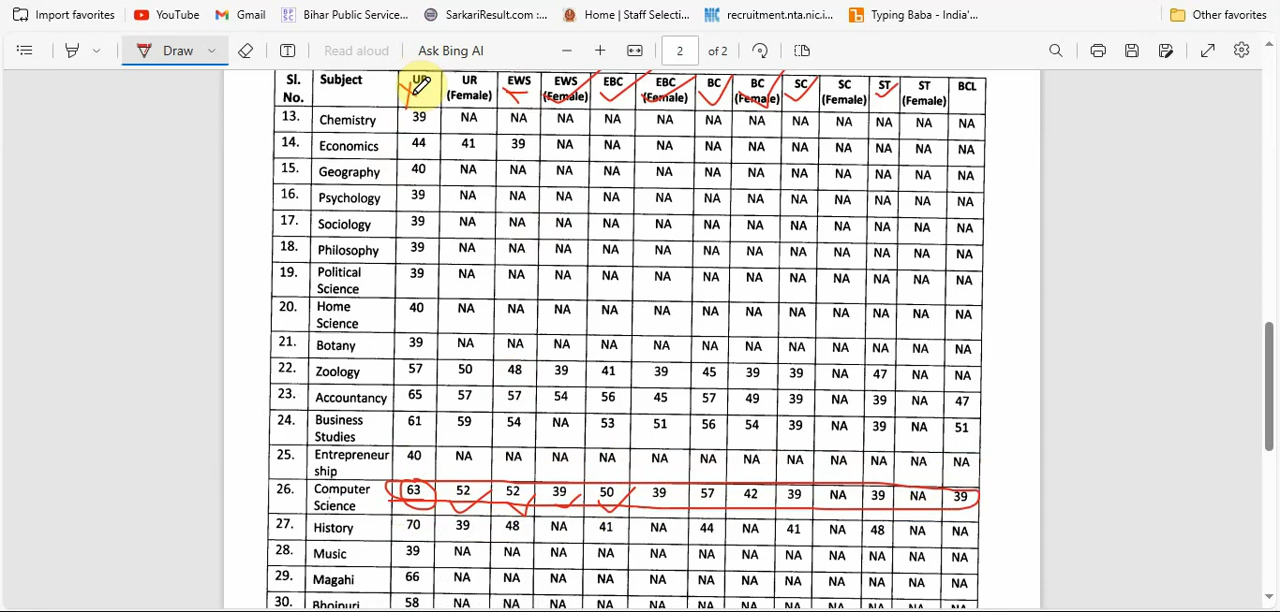 Import favorites YouTube Gmail Bihar Public Service... SarkariResult.com :... Home | Staff Selecti... recruitment.nta.nic.i... Typing Baba - India'... Other favorites
Draw Read aloud Ask Bing AI 2 of 2
Sl. No. Subject UR UR (Female) EWS EWS (Female) EBC EBC (Female) BC BC (Female) SC SC (Female) ST ST (Female) BCL
13. Chemistry 39 NA NA NA NA NA NA NA NA NA NA NA NA
14. Economics 44 41 39 NA NA NA NA NA NA NA NA NA NA
15. Geography 40 NA NA NA NA NA NA NA NA NA NA NA NA
16. Psychology 39 NA NA NA NA NA NA NA NA NA NA NA NA
17. Sociology 39 NA NA NA NA NA NA NA NA NA NA NA NA
18. Philosophy 39 NA NA NA NA NA NA NA NA NA NA NA NA
19. Political Science 39 NA NA NA NA NA NA NA NA NA NA NA NA
20. Home Science 40 NA NA NA NA NA NA NA NA NA NA NA NA
21. Botany 39 NA NA NA NA NA NA NA NA NA NA NA NA
22. Zoology 57 50 48 39 41 39 45 39 39 NA 47 NA NA
23. Accountancy 65 57 57 54 56 45 57 49 39 NA 39 NA 47
24. Business Studies 61 59 54 NA 53 51 56 54 39 NA 39 NA 51
25. Entrepreneur ship 40 NA NA NA NA NA NA NA NA NA NA NA NA
26. Computer Science 63 52 52 39 50 39 57 42 39 NA 39 NA 39
27. History 70 39 48 NA 41 NA 44 NA 41 NA 48 NA NA
28. Music 39 NA NA NA NA NA NA NA NA NA NA NA NA
29. Magahi 66 NA NA NA NA NA NA NA NA NA NA NA NA
30. Bhojpuri 58 NA NA NA NA NA NA NA NA NA NA NA NA